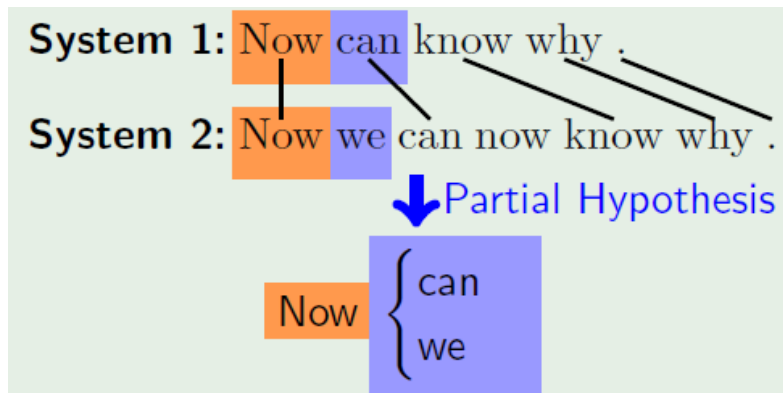 System 1: Now can know why .
System 2: Now we can now know why .
Partial Hypothesis
can
Now
we